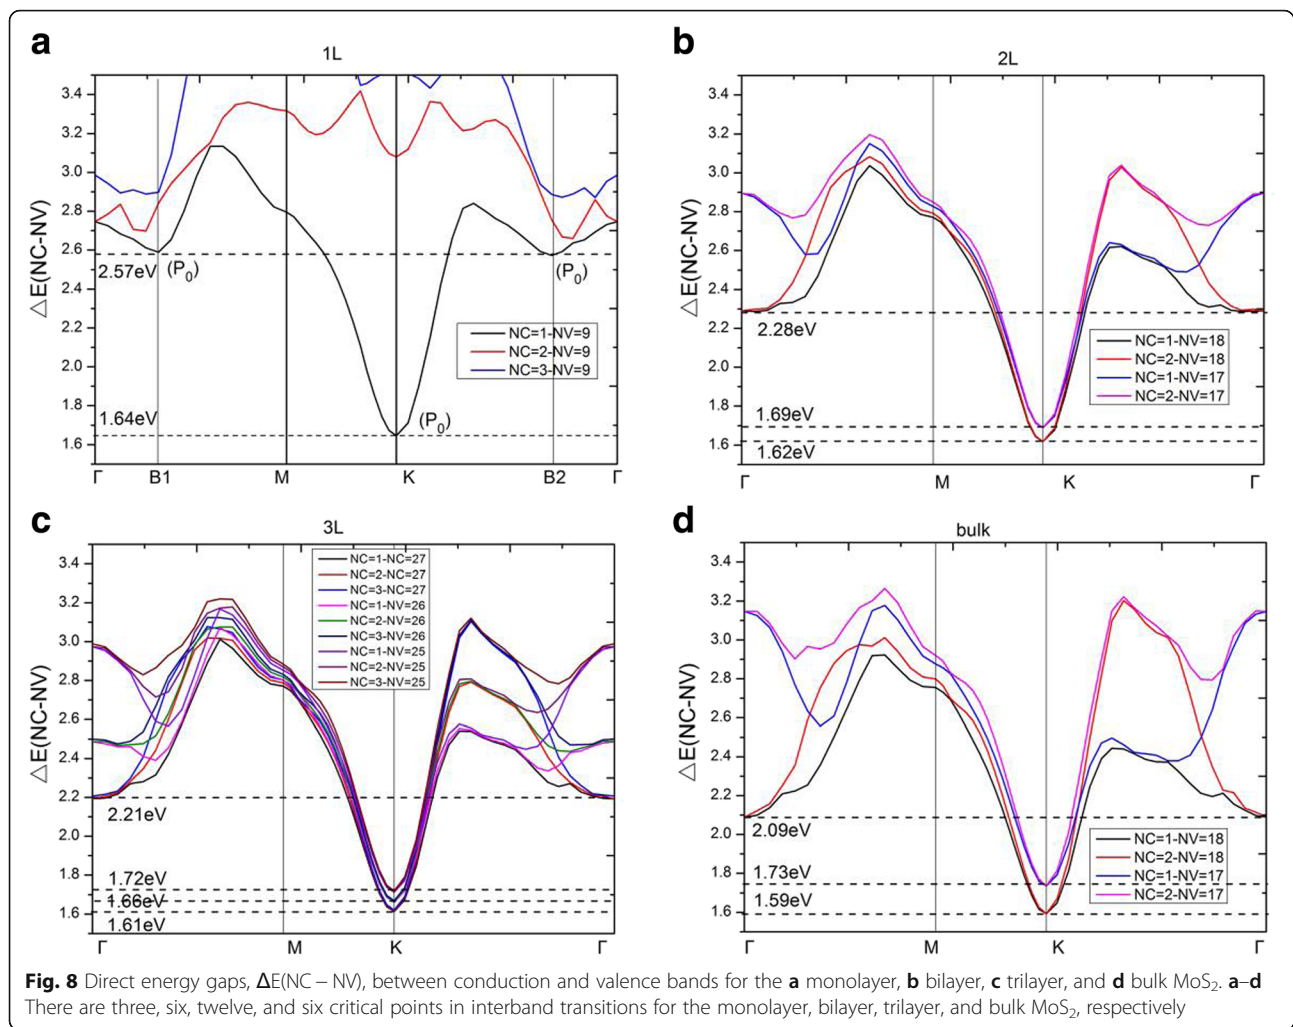 a
1L
△E(NC-NV)
3.4
3.2
3.0
2.8
2.6
2.4
2.2
2.0
1.8
1.6
2.57eV
(P0)
(P0)
NC=1-NV=9
NC=2-NV=9
NC=3-NV=9
1.64eV
(P0)
Γ B1 M K B2 Γ
b
2L
△E(NC-NV)
3.4
3.2
3.0
2.8
2.6
2.4
2.2
2.0
1.8
1.6
2.28eV
NC=1-NV=18
NC=2-NV=18
NC=1-NV=17
NC=2-NV=17
1.69eV
1.62eV
Γ M K Γ
c
3L
△E(NC-NV)
3.4
3.2
3.0
2.8
2.6
2.4
2.2
2.0
1.8
1.6
NC=1-NC=27
NC=2-NC=27
NC=3-NC=27
NC=1-NV=26
NC=2-NV=26
NC=3-NV=26
NC=1-NV=25
NC=2-NV=25
NC=3-NV=25
2.21eV
1.72eV
1.66eV
1.61eV
Γ M K Γ
d
bulk
△E(NC-NV)
3.4
3.2
3.0
2.8
2.6
2.4
2.2
2.0
1.8
1.6
2.09eV
NC=1-NV=18
NC=2-NV=18
NC=1-NV=17
NC=2-NV=17
1.73eV
1.59eV
Γ M K Γ
Fig. 8 Direct energy gaps, ΔE(NC − NV), between conduction and valence bands for the a monolayer, b bilayer, c trilayer, and d bulk MoS2. a–d
There are three, six, twelve, and six critical points in interband transitions for the monolayer, bilayer, trilayer, and bulk MoS2, respectively